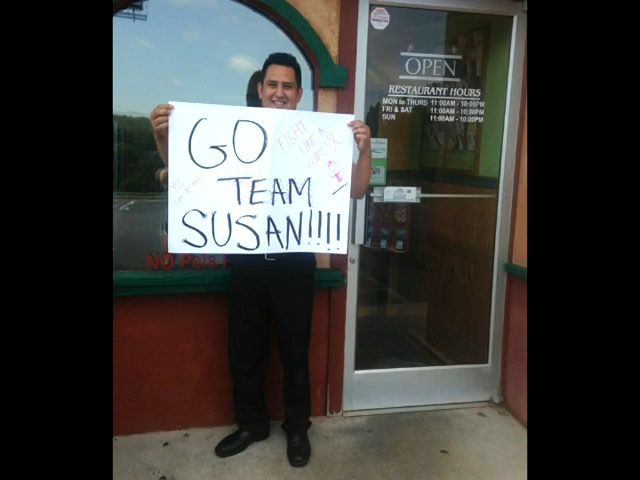 GO
FIGHT
LIKE A
GIRL
TEAM
SUSAN!!!!
NO Pets
OPEN
RESTAURANT HOURS
MON to THURS 11:00AM - 10:00PM
FRI & SAT 11:00AM - 10:30PM
SUN 11:00AM - 10:00PM